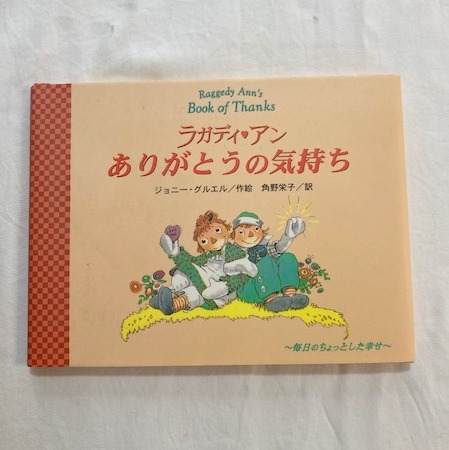 Raggedy Ann's
Book of Thanks
ラガディ♥アン
ありがとうの気持ち
ジョニー・グルエル／作絵　角野栄子／訳
～毎日のちょっとした幸せ～